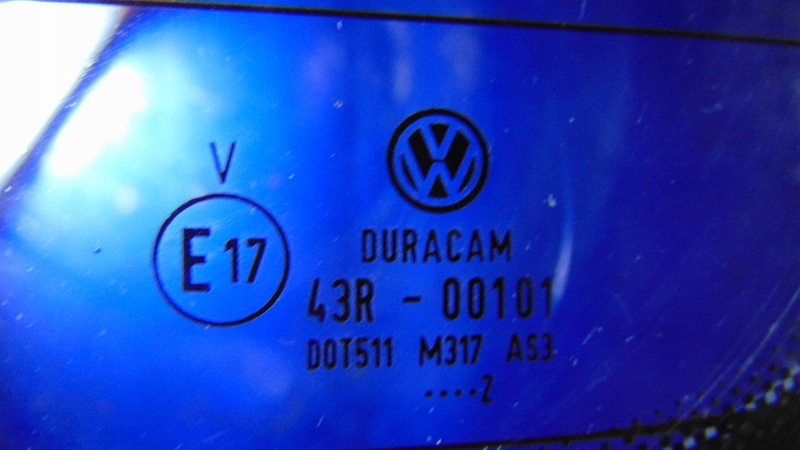 V
E 17
DURACAM
43R - 00101
DOT511 M317 AS3
....2